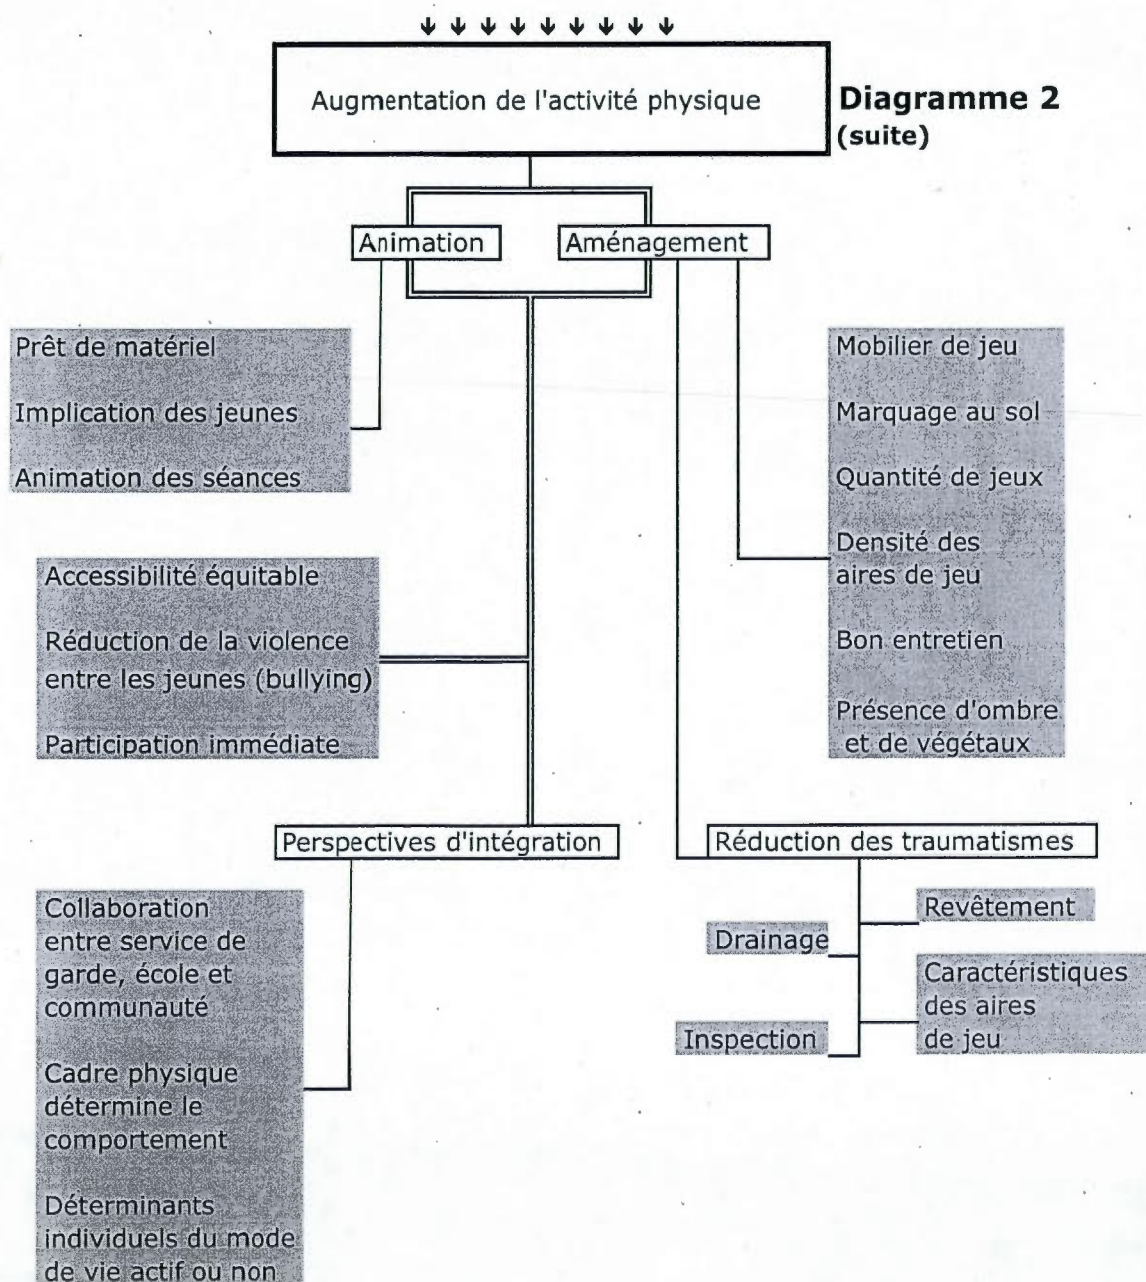 Augmentation de l'activité physique
Diagramme 2
(suite)
Animation
Aménagement
Prêt de matériel
Implication des jeunes
Animation des séances
Mobilier de jeu
Marquage au sol
Quantité de jeux
Densité des
aires de jeu
Bon entretien
Présence d'ombre
et de végétaux
Accessibilité équitable
Réduction de la violence
entre les jeunes (bullying)
Participation immédiate
Perspectives d'intégration
Réduction des traumatismes
Collaboration
entre service de
garde, école et
communauté
Cadre physique
détermine le
comportement
Déterminants
individuels du mode
de vie actif ou non
Revêtement
Drainage
Caractéristiques
des aires
de jeu
Inspection